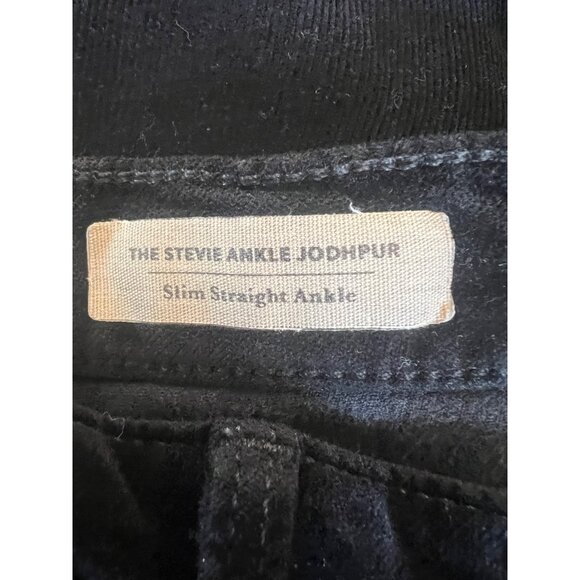 THE STEVIE ANKLE JODHPUR
Slim Straight Ankle